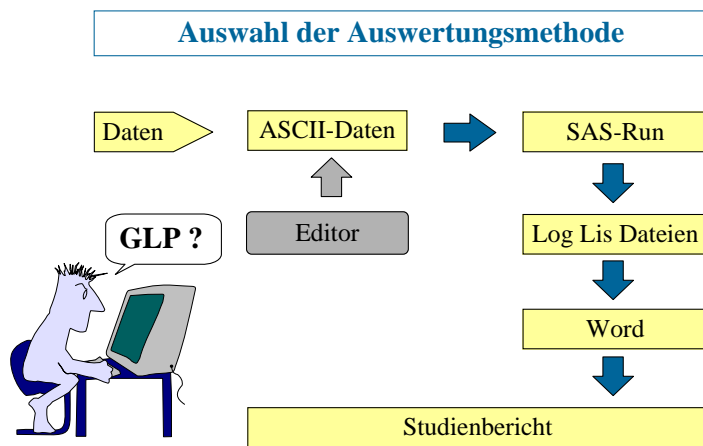 Auswahl der Auswertungsmethode
Daten
ASCII-Daten
SAS-Run
GLP ?
Editor
Log Lis Dateien
Word
Studienbericht